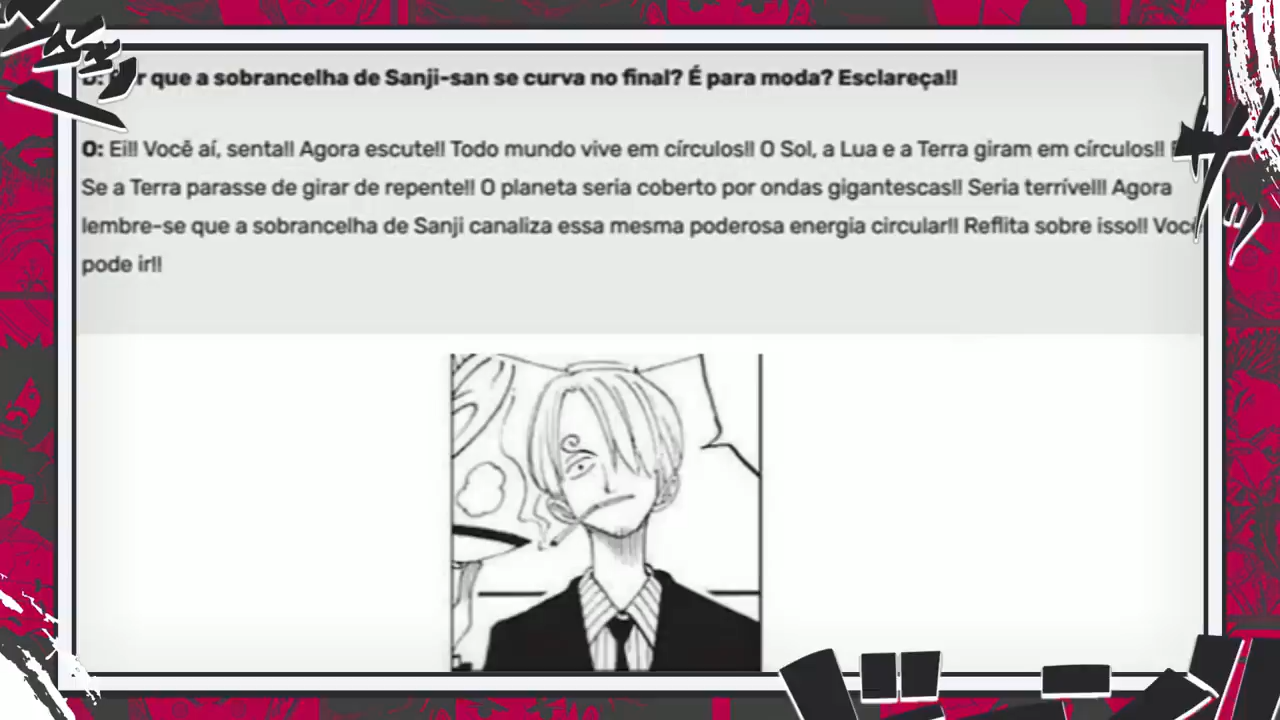 que a sobrancelha de Sanji-san se curva no final? É para moda? Esclareça!!
O: Ei!! Você aí, senta!! Agora escute!! Todo mundo vive em círculos!! O Sol, a Lua e a Terra giram em círculos!!
Se a Terra parasse de girar de repente!! O planeta seria coberto por ondas gigantescas!! Seria terrível!! Agora
lembre-se que a sobrancelha de Sanji canaliza essa mesma poderosa energia circular!! Reflita sobre isso!! Você
pode ir!!